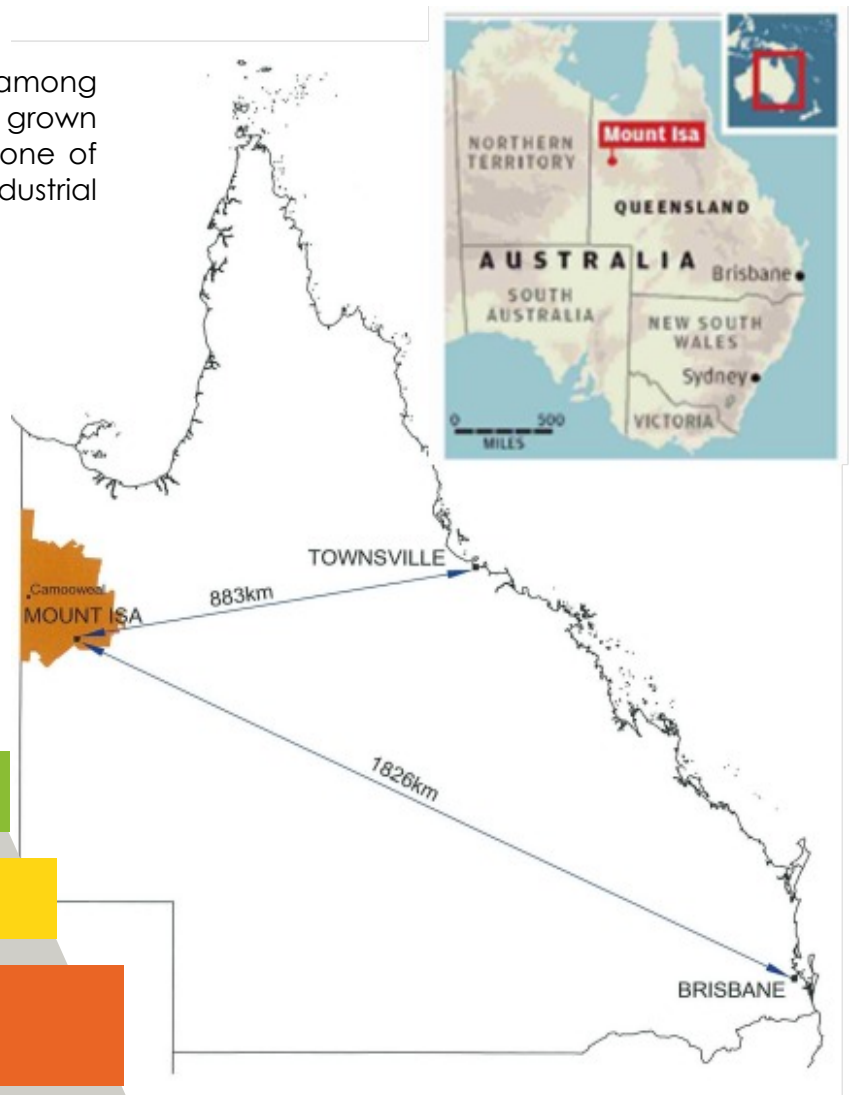 among
grown
one of
dustrial
NORTHERN
TERRITORY
Mount Isa
QUEENSLAND
AUSTRALIA
Brisbane
SOUTH
AUSTRALIA
NEW SOUTH
WALES
Sydney
VICTORIA
0 500
MILES
TOWNSVILLE
883km
Camooweal
MOUNT ISA
1826km
BRISBANE